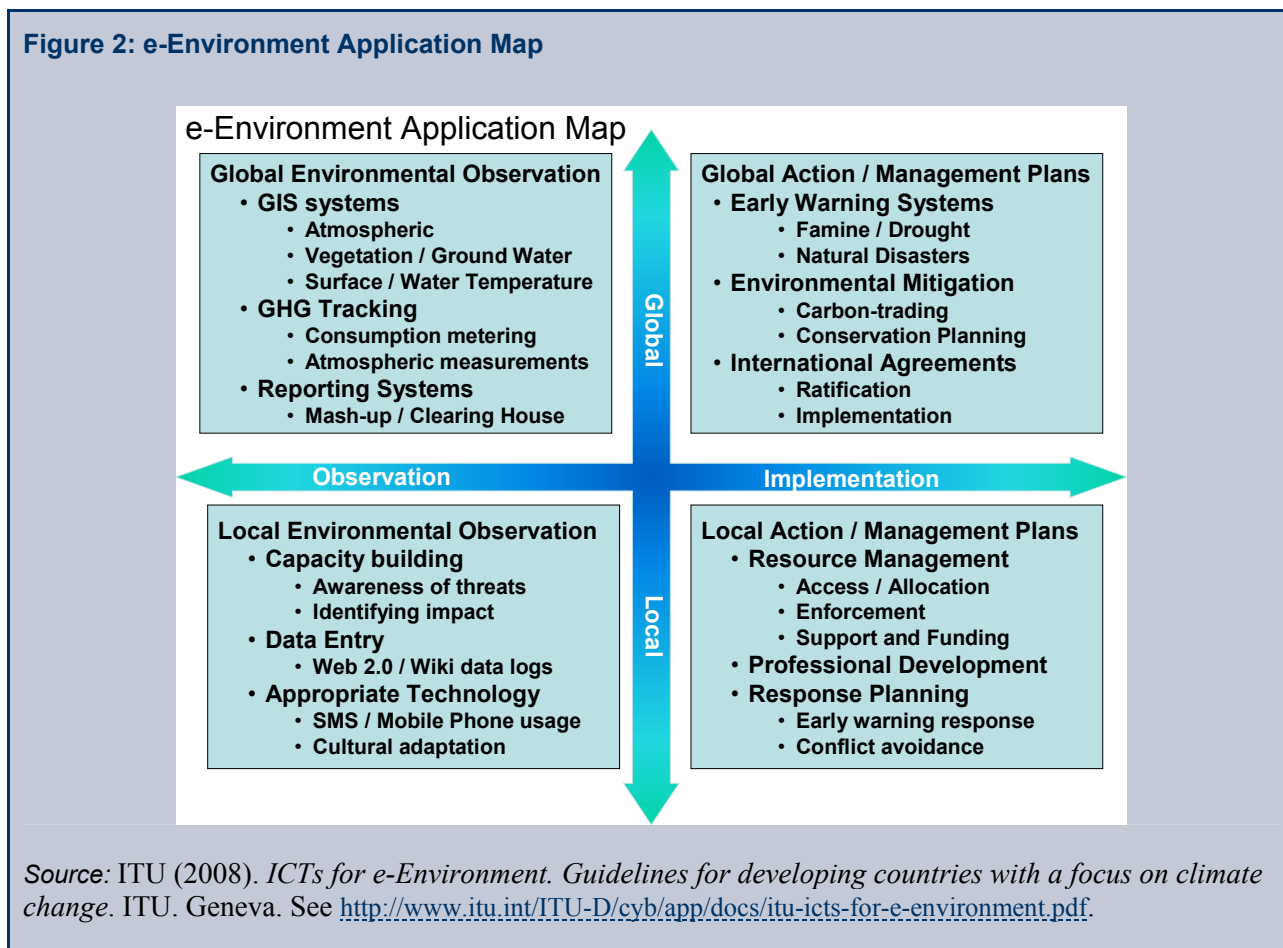 Figure 2: e-Environment Application Map
e-Environment Application Map
Global Environmental Observation
• GIS systems
• Atmospheric
• Vegetation / Ground Water
• Surface / Water Temperature
• GHG Tracking
• Consumption metering
• Atmospheric measurements
• Reporting Systems
• Mash-up / Clearing House
Global Action / Management Plans
• Early Warning Systems
• Famine / Drought
• Natural Disasters
• Environmental Mitigation
• Carbon-trading
• Conservation Planning
• International Agreements
• Ratification
• Implementation
Global
Observation
Implementation
Local
Local Environmental Observation
• Capacity building
• Awareness of threats
• Identifying impact
• Data Entry
• Web 2.0 / Wiki data logs
• Appropriate Technology
• SMS / Mobile Phone usage
• Cultural adaptation
Local Action / Management Plans
• Resource Management
• Access / Allocation
• Enforcement
• Support and Funding
• Professional Development
• Response Planning
• Early warning response
• Conflict avoidance
Source: ITU (2008). ICTs for e-Environment. Guidelines for developing countries with a focus on climate
change. ITU. Geneva. See http://www.itu.int/ITU-D/cyb/app/docs/itu-icts-for-e-environment.pdf.